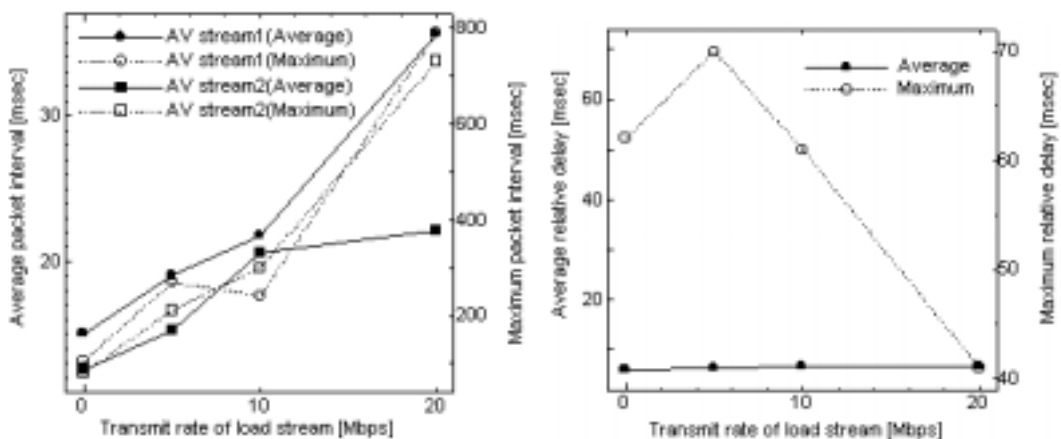 AV stream1(Average)
AV stream1(Maximum)
AV stream2(Average)
AV stream2(Maximum)
Average packet interval [msec]
30
20
800
600
400
200
Maximum packet interval [msec]
0
10
20
Transmit rate of load stream [Mbps]
Average
Maximum
Average relative delay [msec]
60
40
20
70
60
50
40
Maximum relative delay [msec]
0
10
20
Transmit rate of load stream [Mbps]